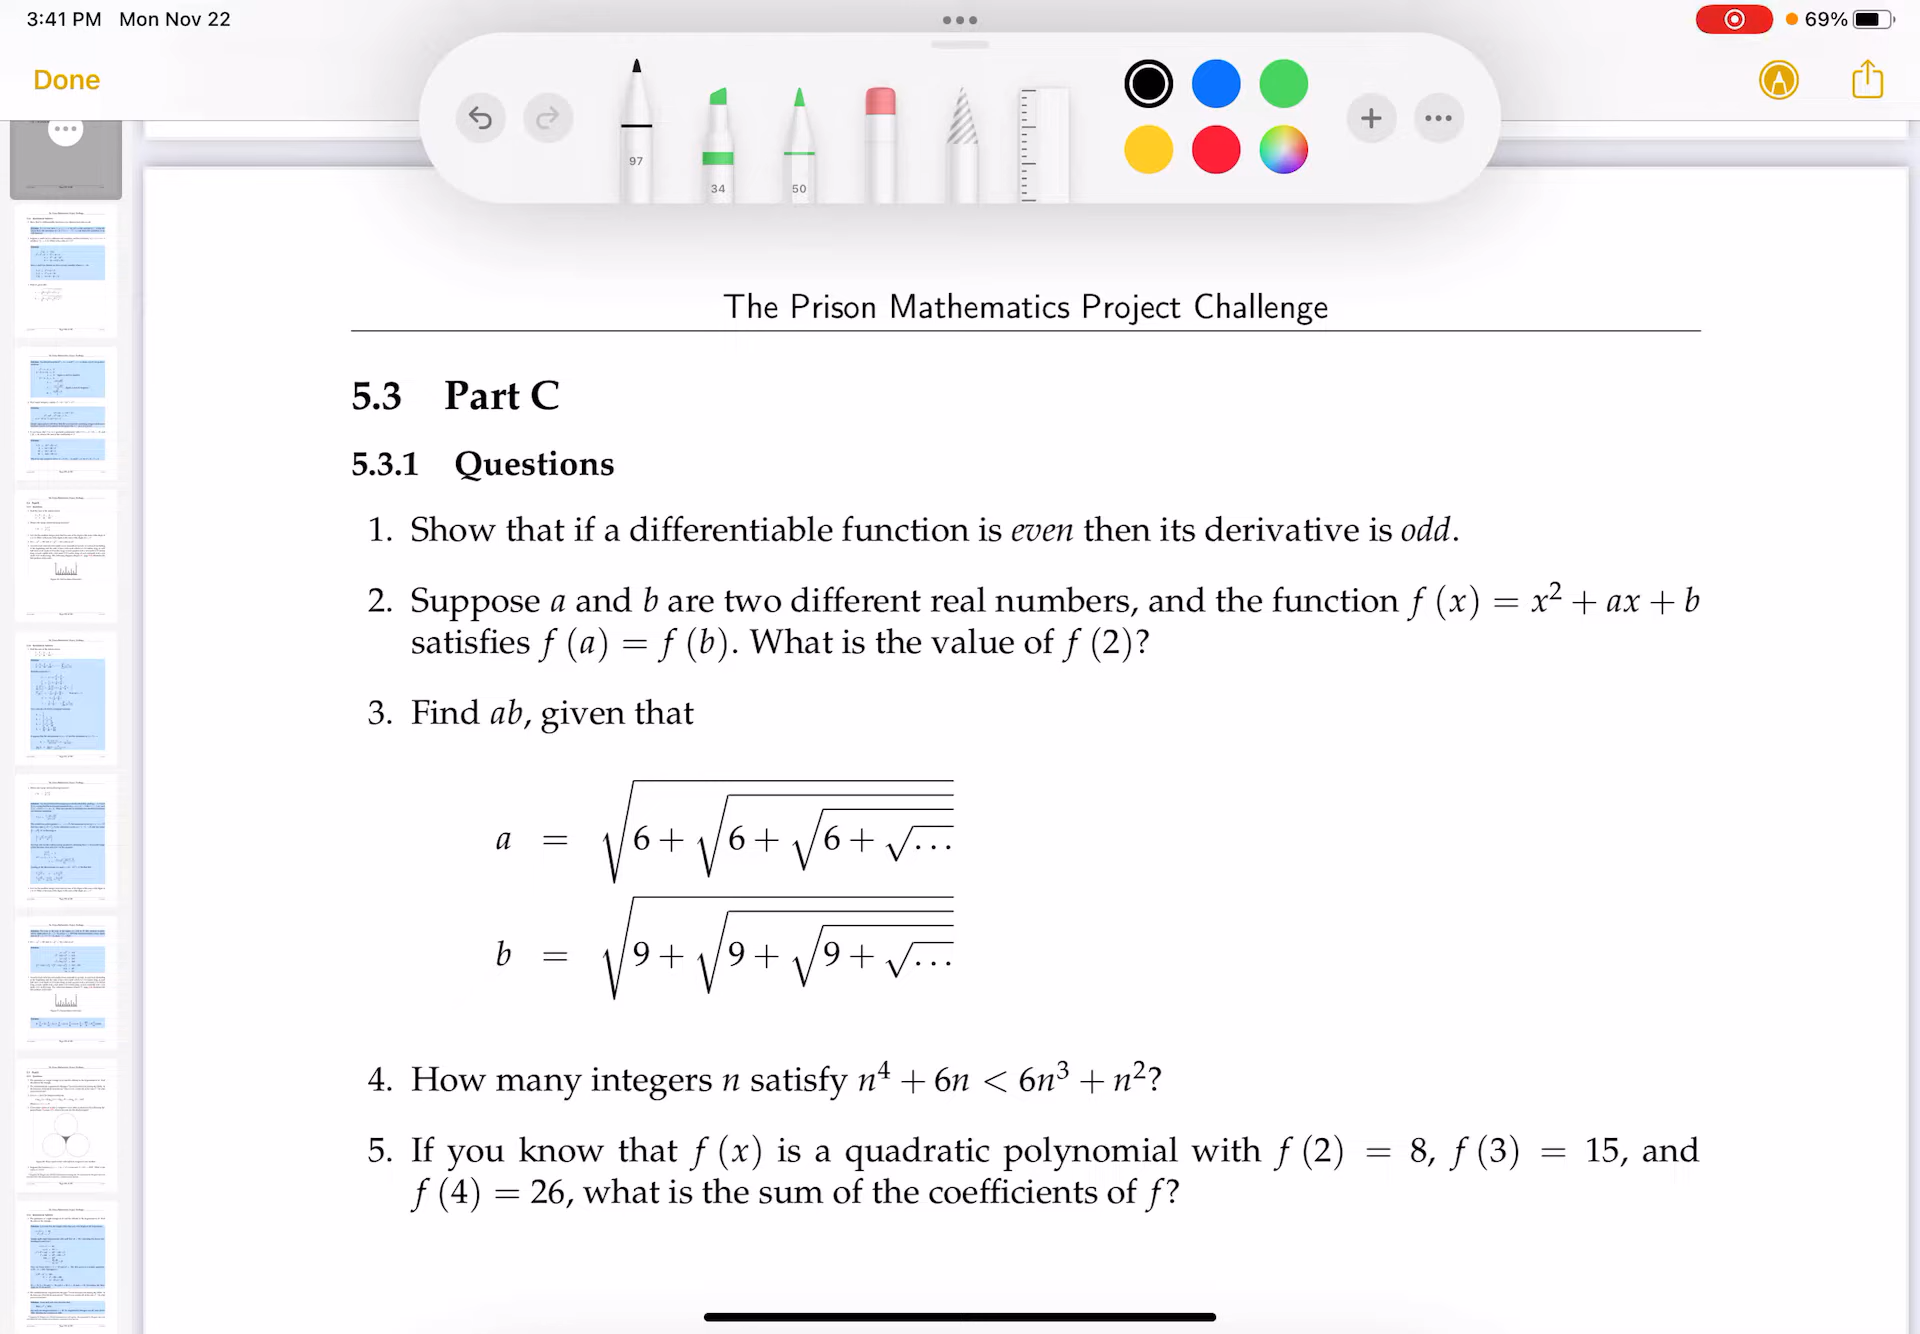 3:41 PM Mon Nov 22
69%
Done
97
34
50
The Prison Mathematics Project Challenge
5.3 Part C
5.3.1 Questions
1. Show that if a differentiable function is even then its derivative is odd.
2. Suppose a and b are two different real numbers, and the function f (x) = x² + ax + b
satisfies f (a) = f (b). What is the value of f (2)?
3. Find ab, given that
a = √(6 + √(6 + √(6 + √...)))
b = √(9 + √(9 + √(9 + √...)))
4. How many integers n satisfy n⁴ + 6n < 6n³ + n²?
5. If you know that f (x) is a quadratic polynomial with f (2) = 8, f (3) = 15, and
f (4) = 26, what is the sum of the coefficients of f?